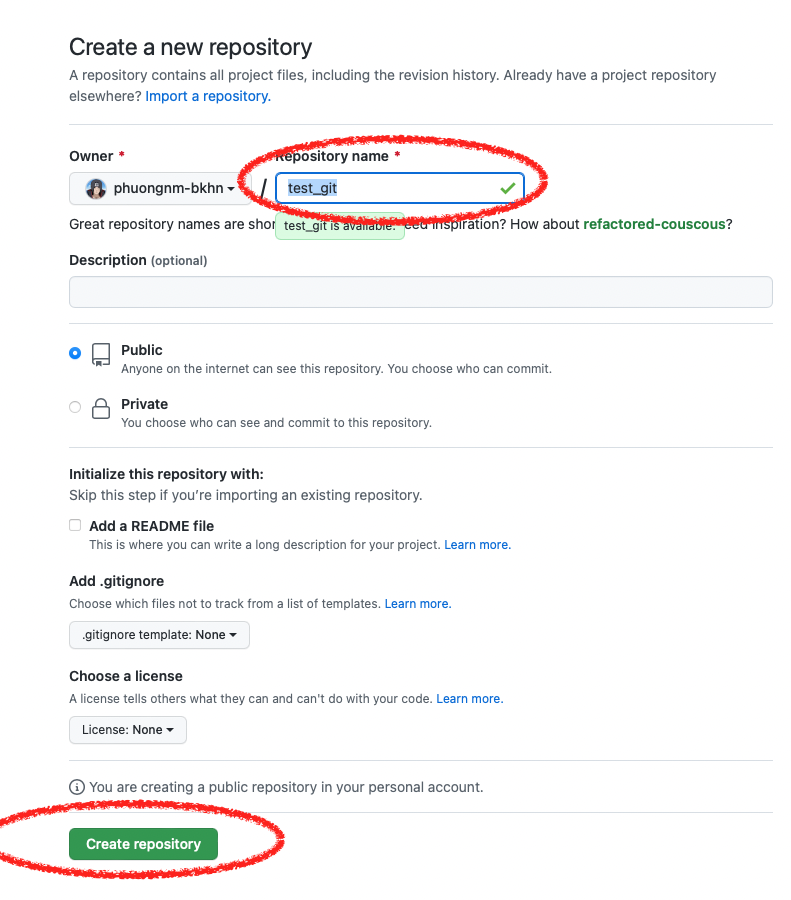 Create a new repository
A repository contains all project files, including the revision history. Already have a project repository
elsewhere? Import a repository.
Owner *
Repository name *
phuongnm-bkhn
/
test_git
Great repository names are shor
test_git is available.
eed inspiration? How about refactored-couscous?
Description (optional)
Public
Anyone on the internet can see this repository. You choose who can commit.
Private
You choose who can see and commit to this repository.
Initialize this repository with:
Skip this step if you’re importing an existing repository.
Add a README file
This is where you can write a long description for your project. Learn more.
Add .gitignore
Choose which files not to track from a list of templates. Learn more.
.gitignore template: None
Choose a license
A license tells others what they can and can't do with your code. Learn more.
License: None
You are creating a public repository in your personal account.
Create repository